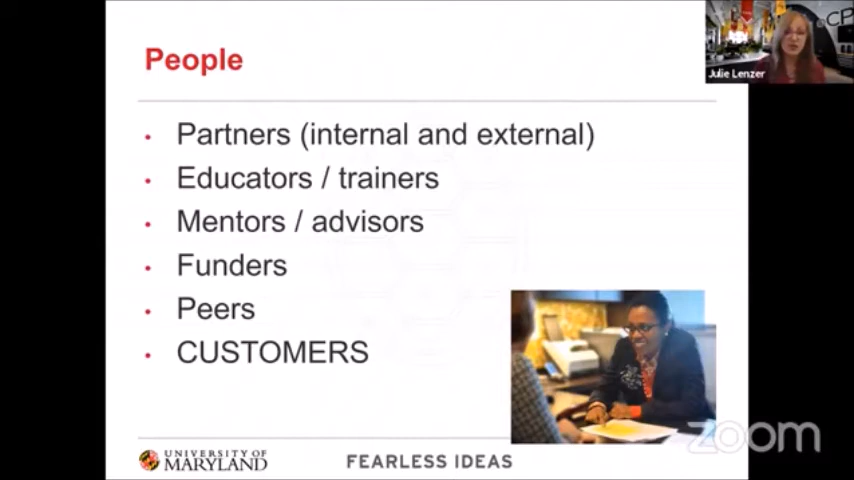 People
Julie Lenzer
Partners (internal and external)
Educators / trainers
Mentors / advisors
Funders
Peers
CUSTOMERS
UNIVERSITY OF
MARYLAND
FEARLESS IDEAS
zoom